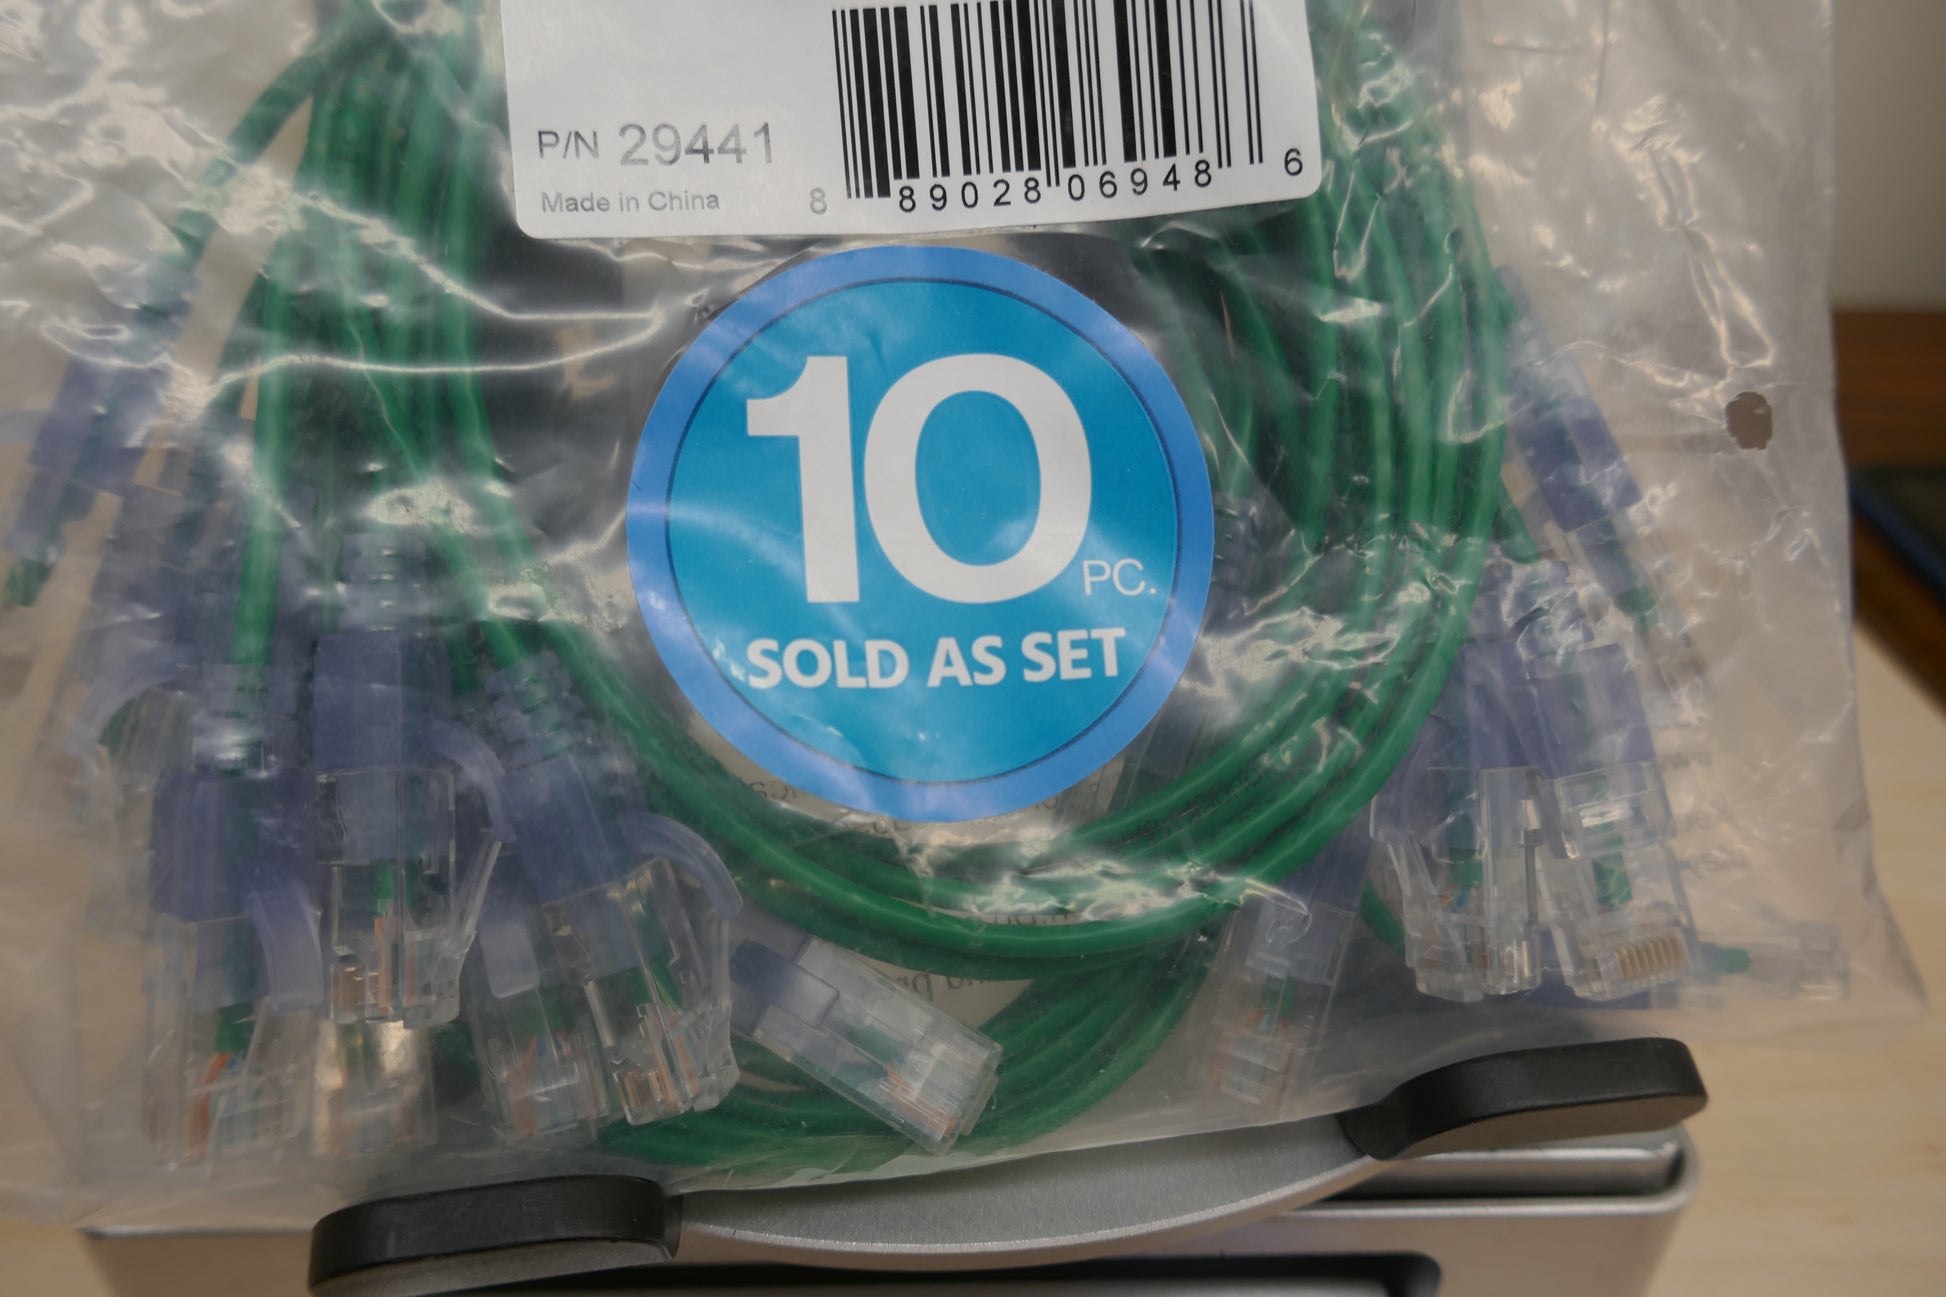 P/N 29441
Made in China
8 89028 06948 6
10
PC.
SOLD AS SET